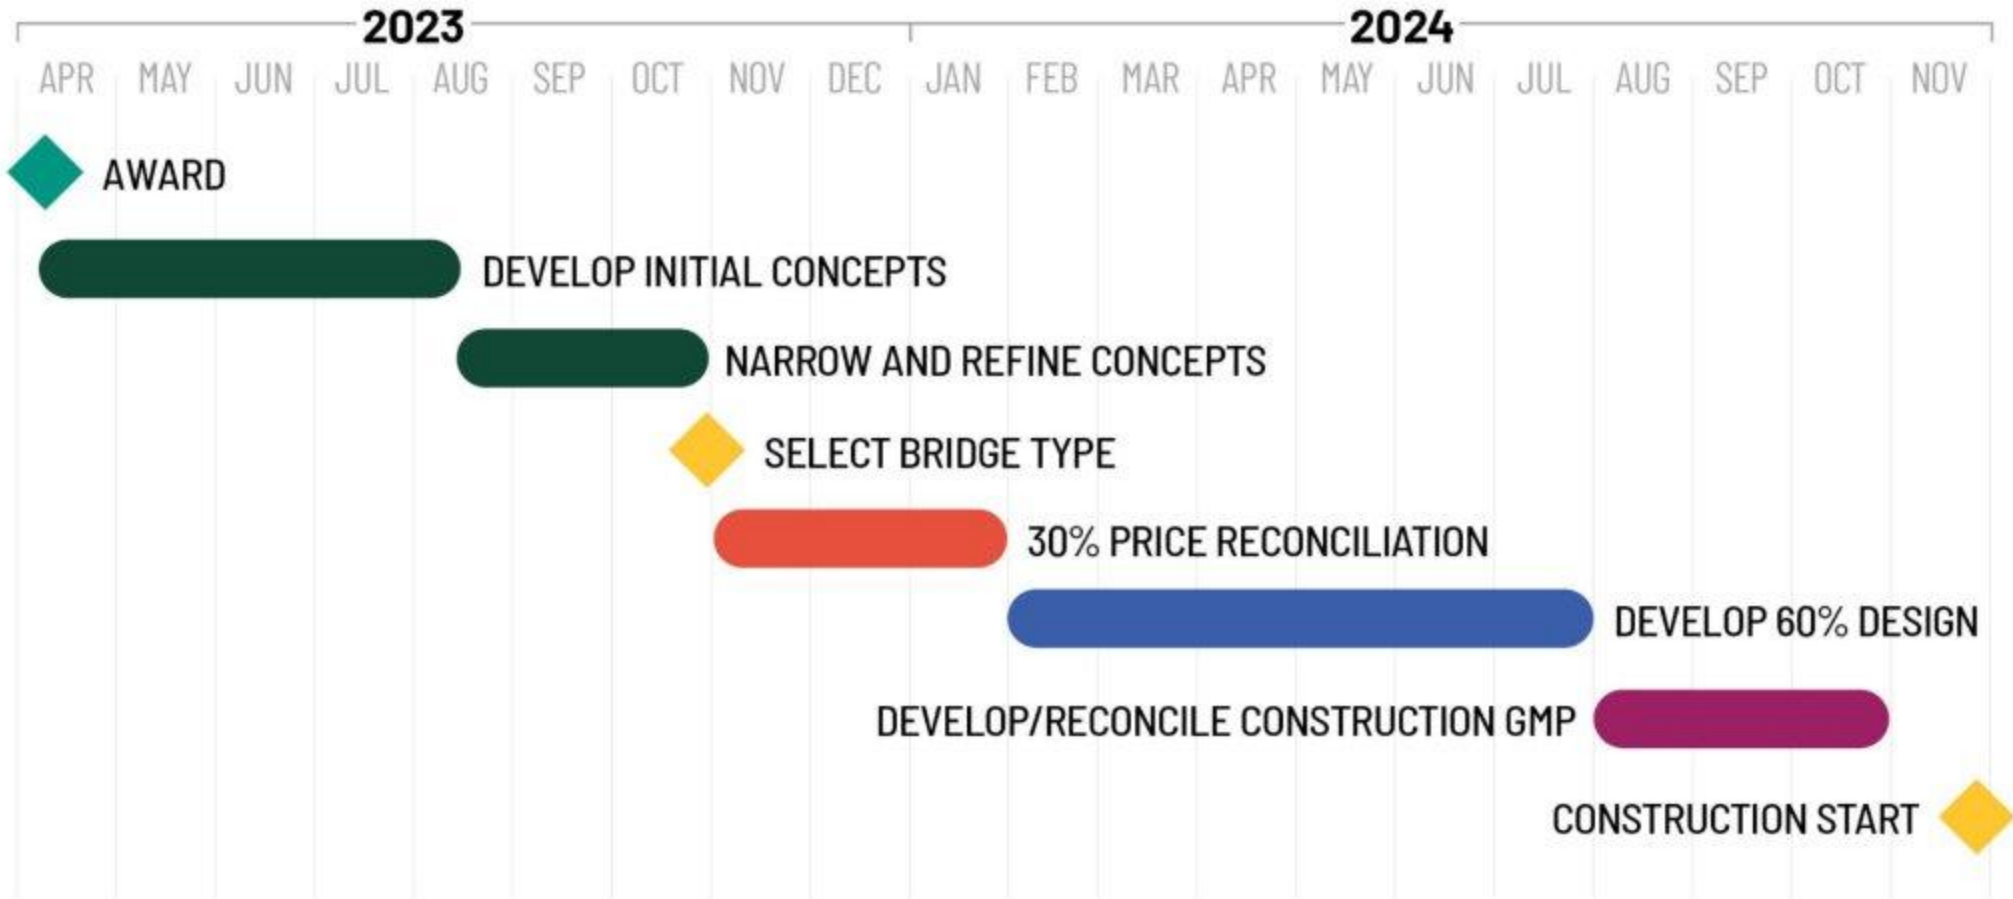 2023 2024
APR MAY JUN JUL AUG SEP OCT NOV DEC JAN FEB MAR APR MAY JUN JUL AUG SEP OCT NOV
AWARD
DEVELOP INITIAL CONCEPTS
NARROW AND REFINE CONCEPTS
SELECT BRIDGE TYPE
30% PRICE RECONCILIATION
DEVELOP 60% DESIGN
DEVELOP/RECONCILE CONSTRUCTION GMP
CONSTRUCTION START